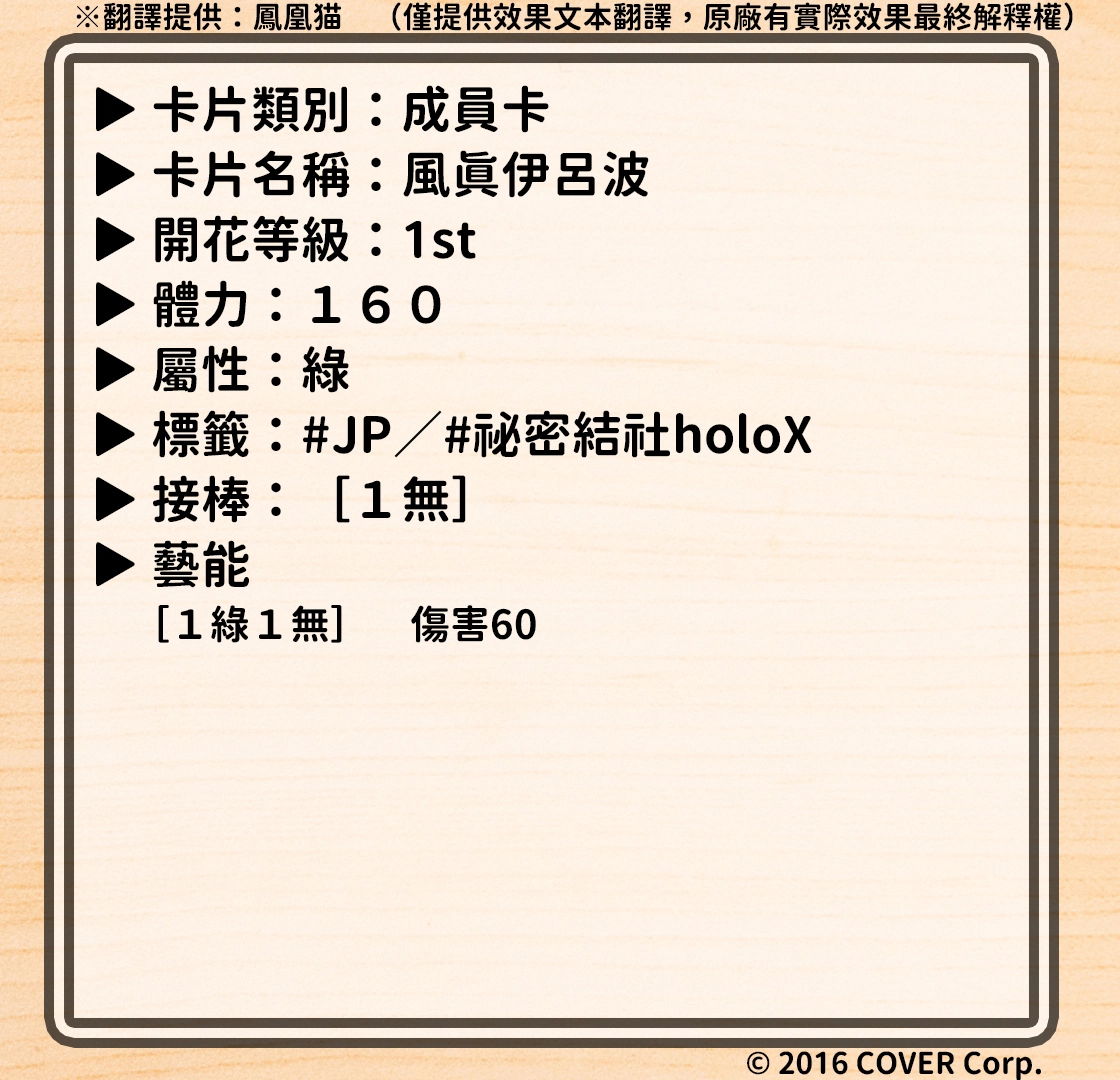 ※翻譯提供：鳳凰猫　（僅提供效果文本翻譯，原廠有實際效果最終解釋權）
▶ 卡片類別：成員卡
▶ 卡片名稱：風眞伊呂波
▶ 開花等級：1st
▶ 體力：１６０
▶ 屬性：綠
▶ 標籤：#JP／#祕密結社holoX
▶ 接棒：［１無］
▶ 藝能
［１綠１無］　傷害60
© 2016 COVER Corp.